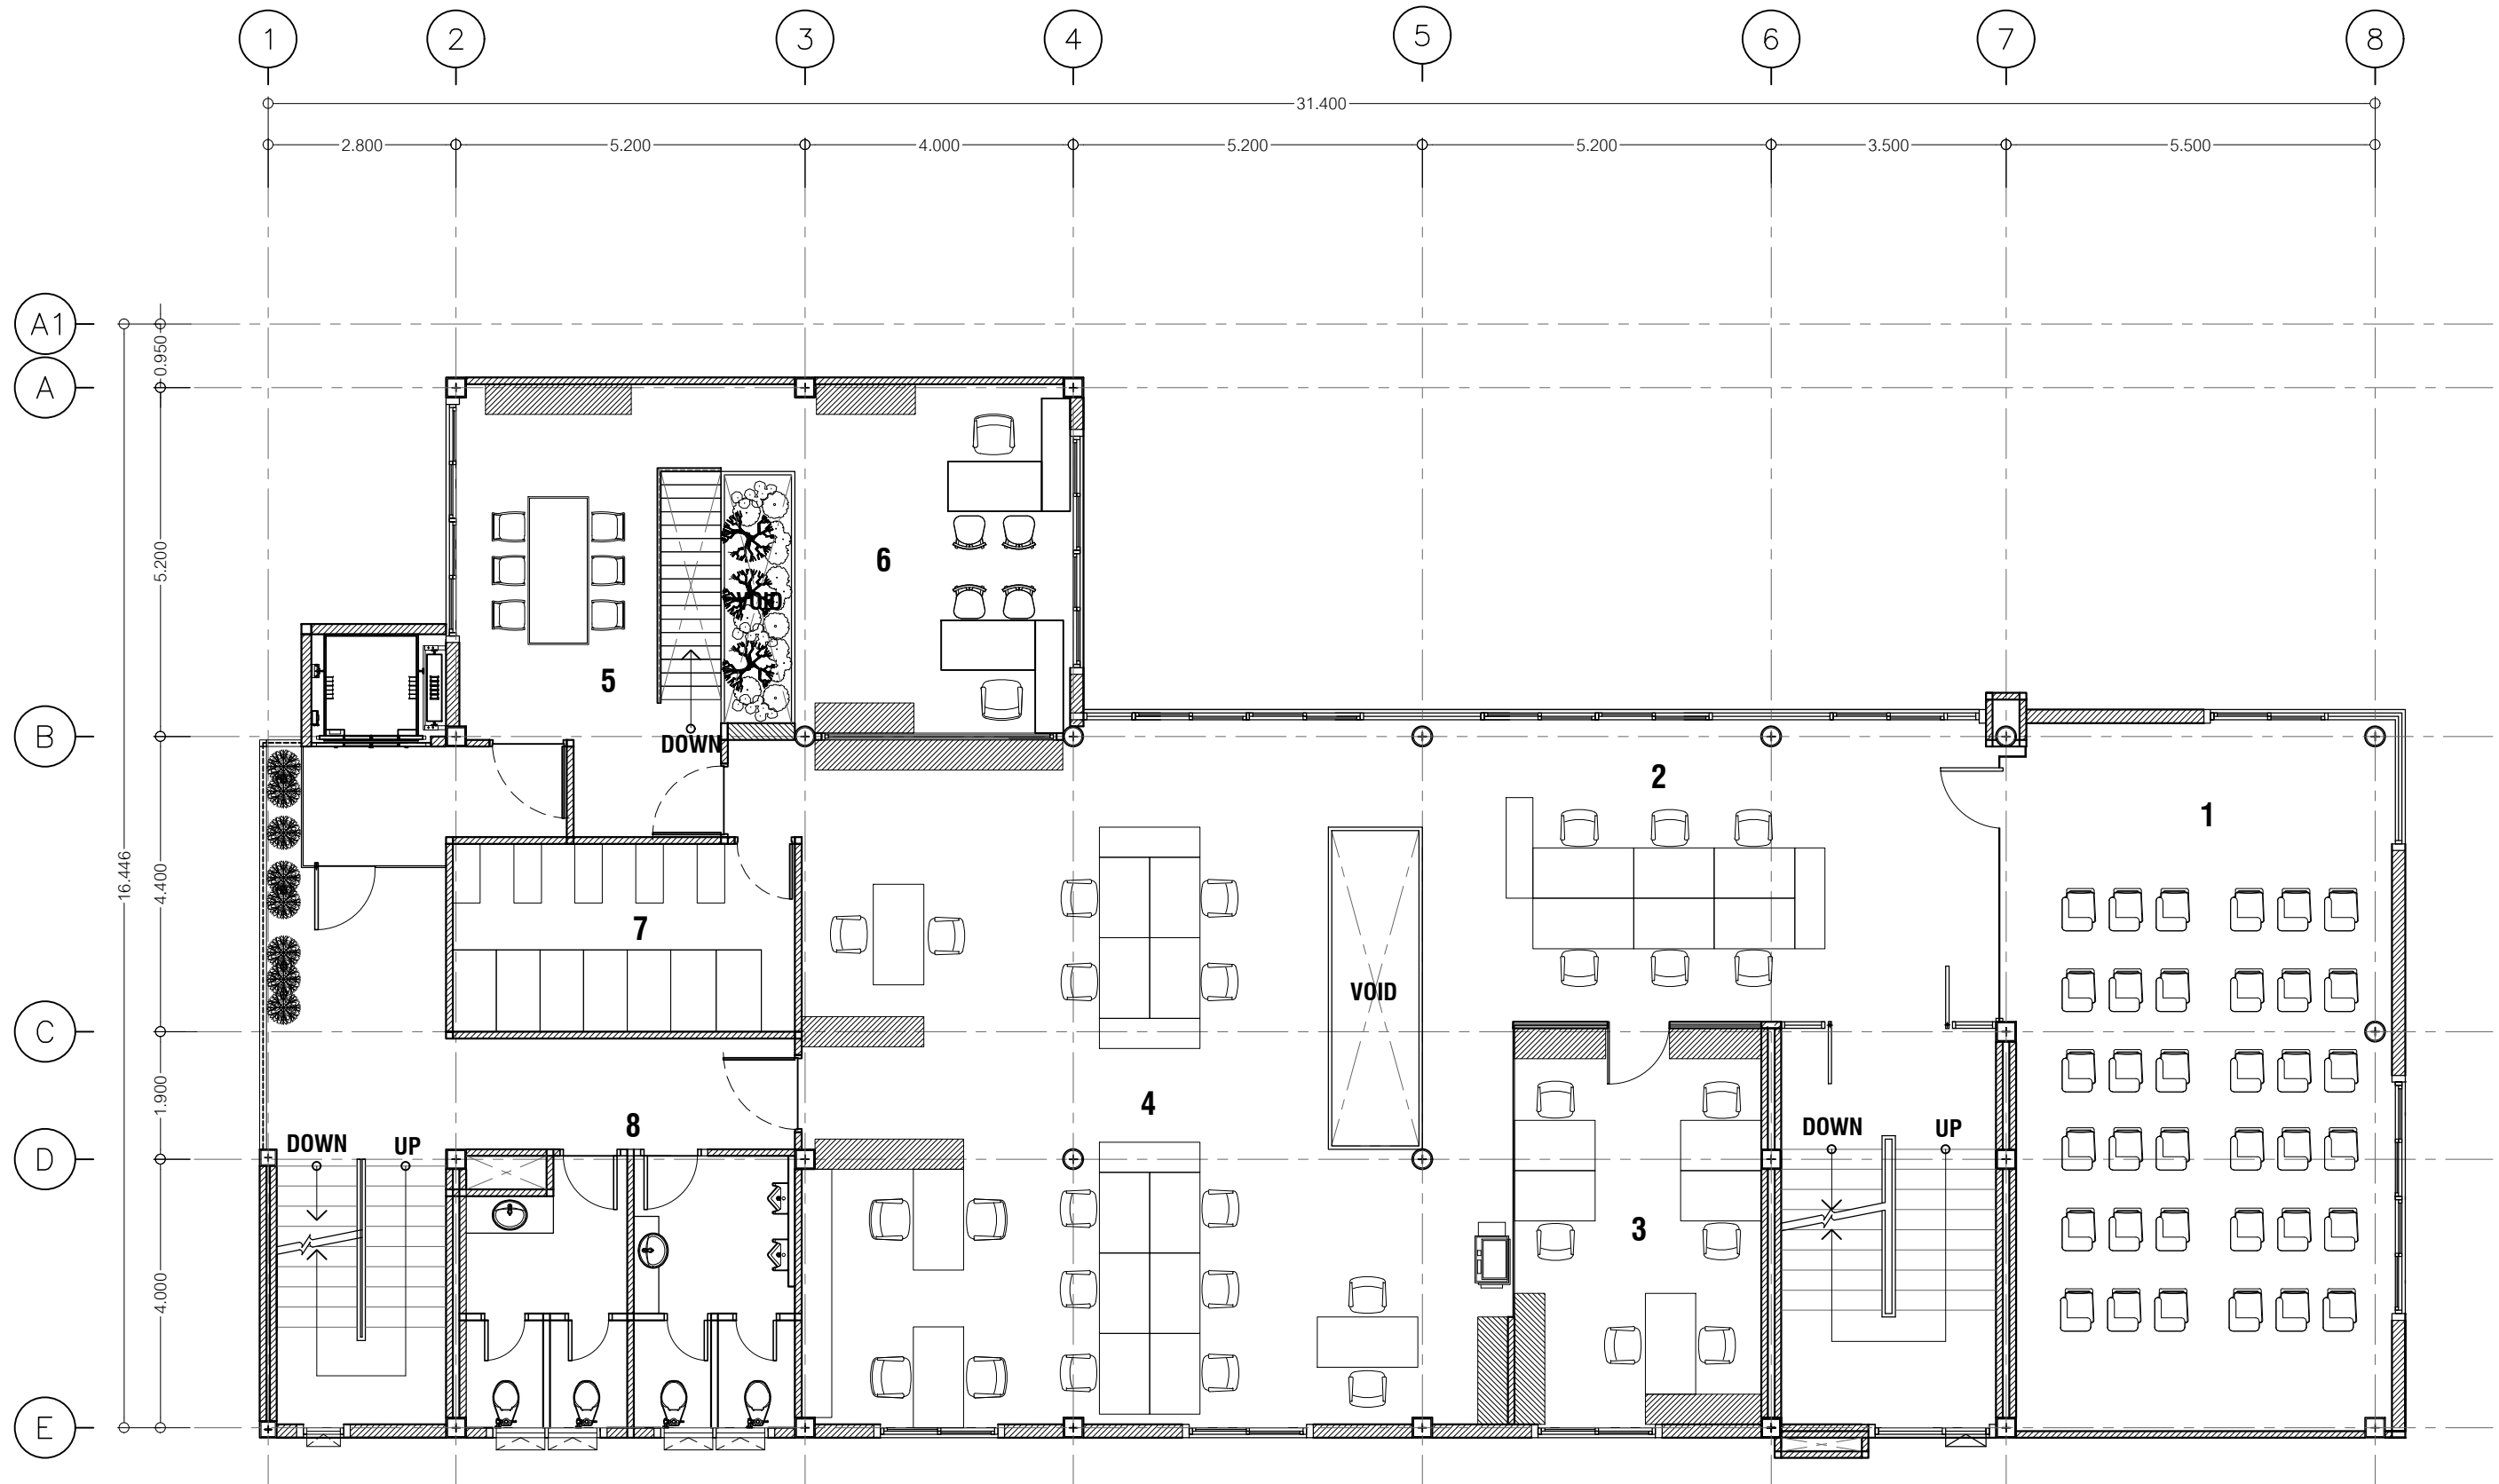 1 2 3 4 5 6 7 8
31.400
2.800 5.200 4.000 5.200 5.200 3.500 5.500
A1
0.950
A
5.200
6
VOID
5
DOWN
B
2
1
16.446
4.400
7
VOID
C
1.900
4
8
DOWN UP
DOWN UP
D
3
4.000
E